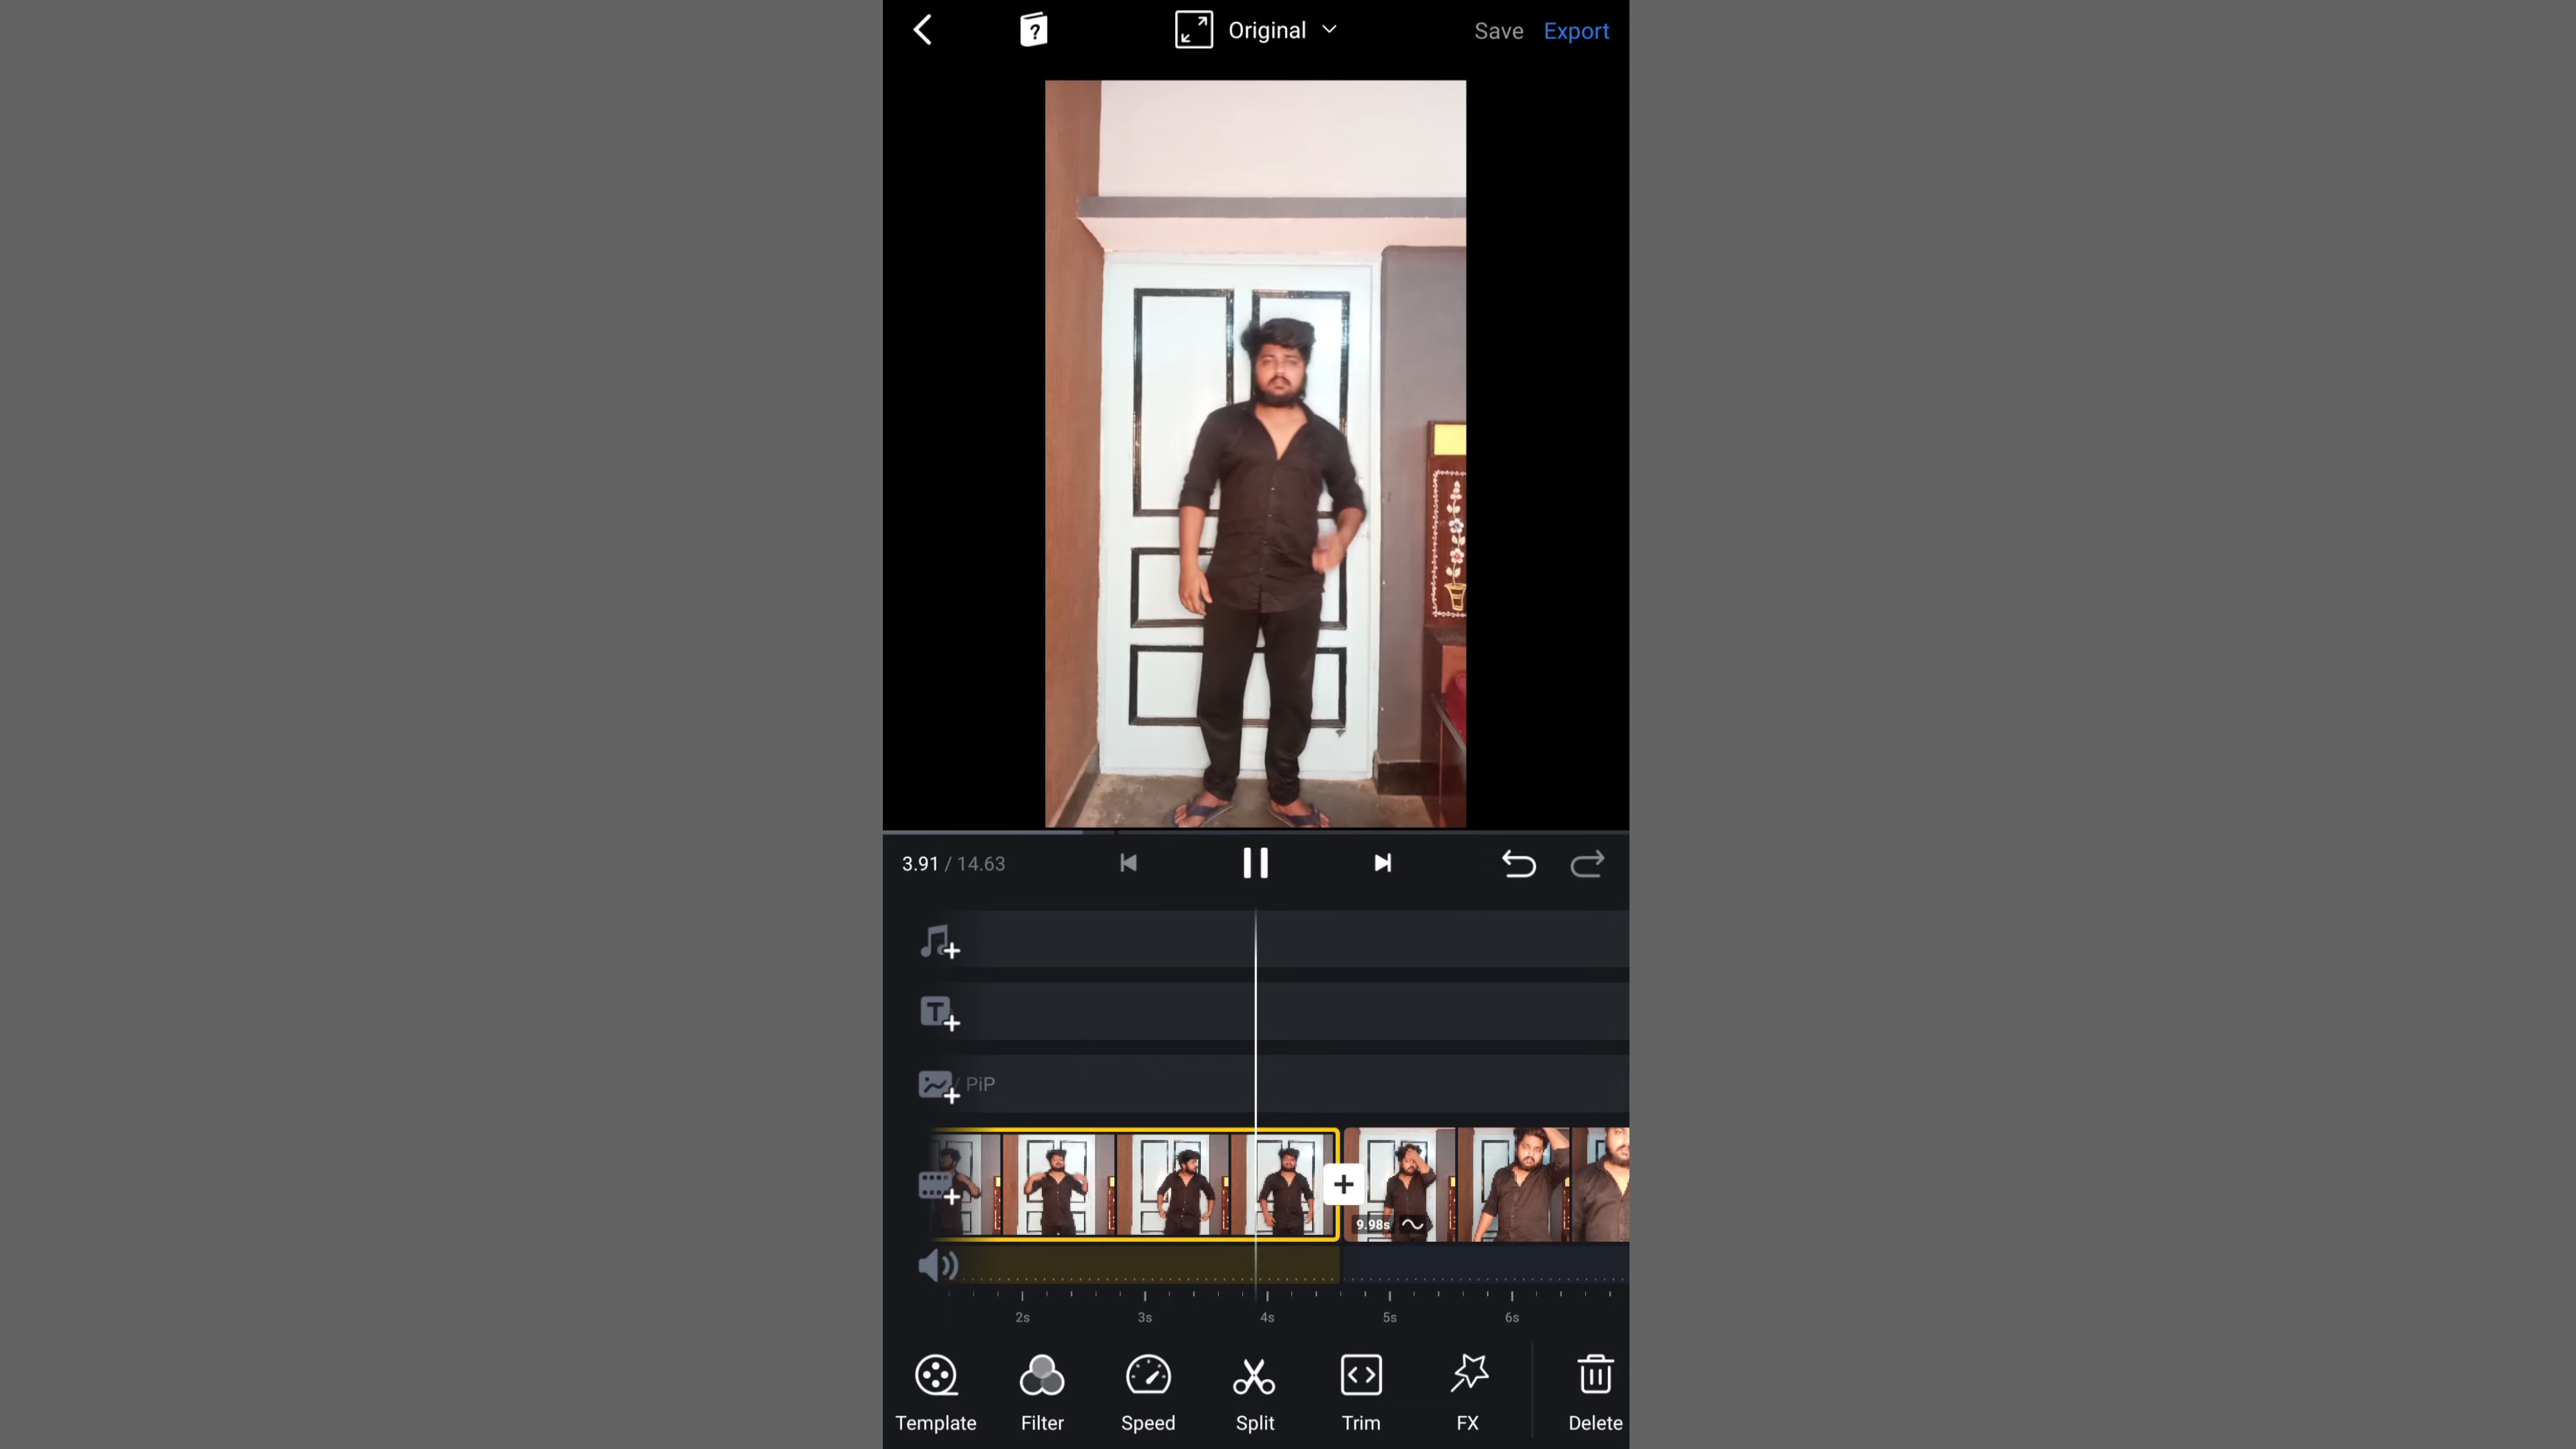 Original
Save
Export
3.91 / 14.63
T
/ PiP
9.98s
2s
3s
4s
5s
6s
Template
Filter
Speed
Split
Trim
FX
Delete